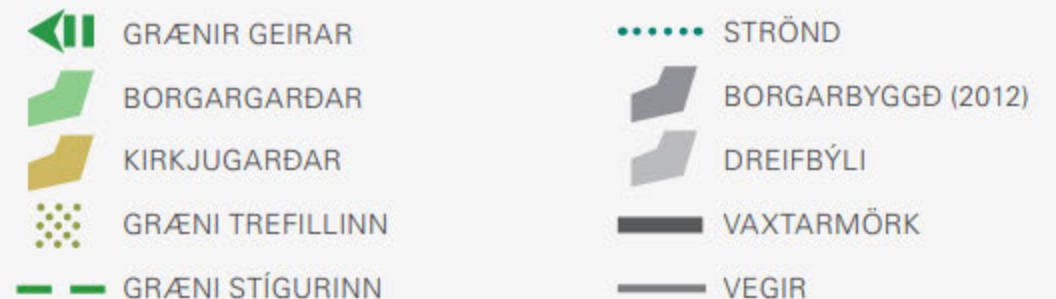 GRÆNIR GEIRAR
BORGARGARÐAR
KIRKJUGARÐAR
GRÆNI TREFILLINN
GRÆNI STÍGURINN
STRÖND
BORGARBYGGÐ (2012)
DREIFBÝLI
VAXTARMÖRK
VEGIR